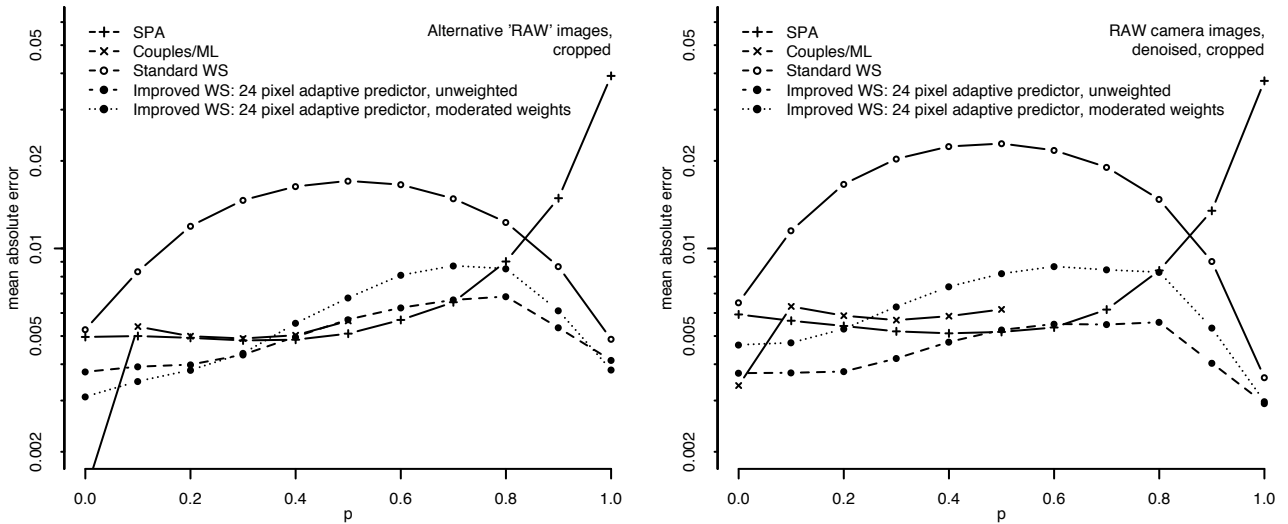 SPA
Couples/ML
Standard WS
Improved WS: 24 pixel adaptive predictor, unweighted
Improved WS: 24 pixel adaptive predictor, moderated weights
Alternative 'RAW' images,
cropped
mean absolute error
0.05
0.02
0.01
0.005
0.002
0.0 0.2 0.4 0.6 0.8 1.0
p
SPA
Couples/ML
Standard WS
Improved WS: 24 pixel adaptive predictor, unweighted
Improved WS: 24 pixel adaptive predictor, moderated weights
RAW camera images,
denoised, cropped
mean absolute error
0.05
0.02
0.01
0.005
0.002
0.0 0.2 0.4 0.6 0.8 1.0
p